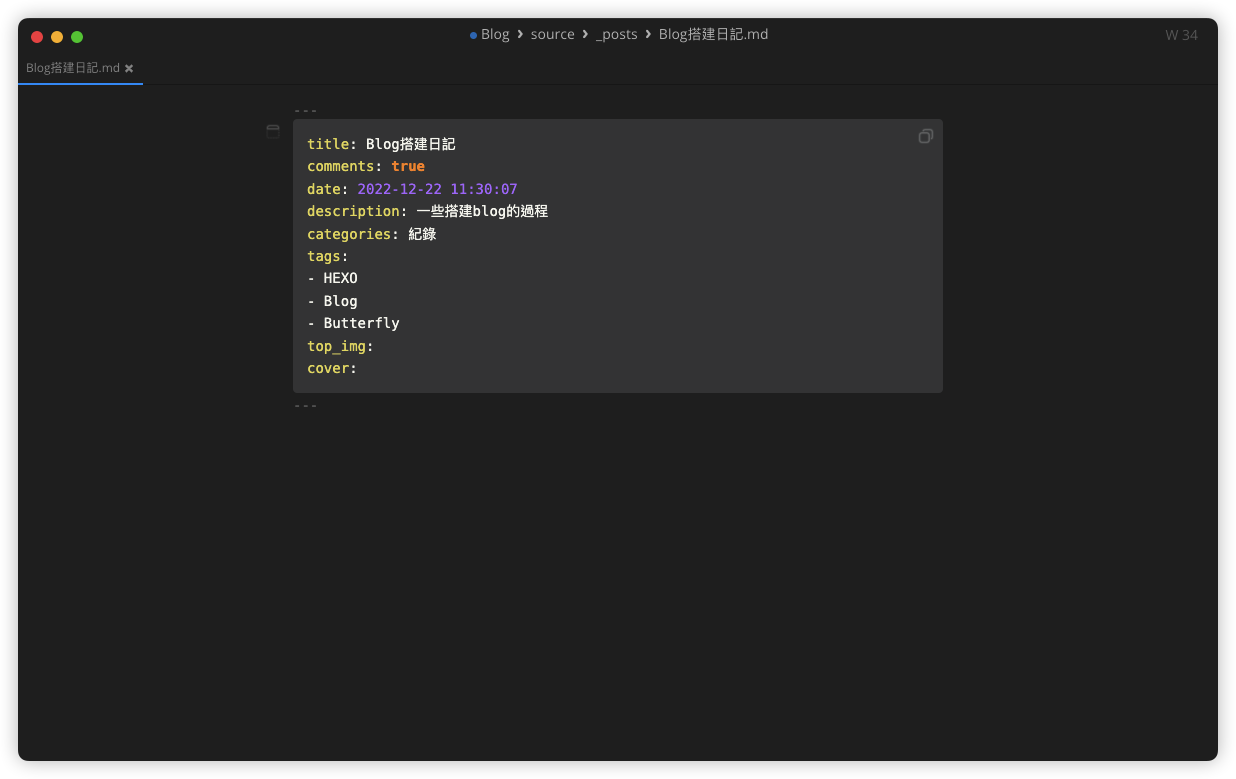 Blog › source › _posts › Blog搭建日記.md
W 34
Blog搭建日記.md ×
---
title: Blog搭建日記
comments: true
date: 2022-12-22 11:30:07
description: 一些搭建blog的過程
categories: 紀錄
tags:
- HEXO
- Blog
- Butterfly
top_img:
cover:
---